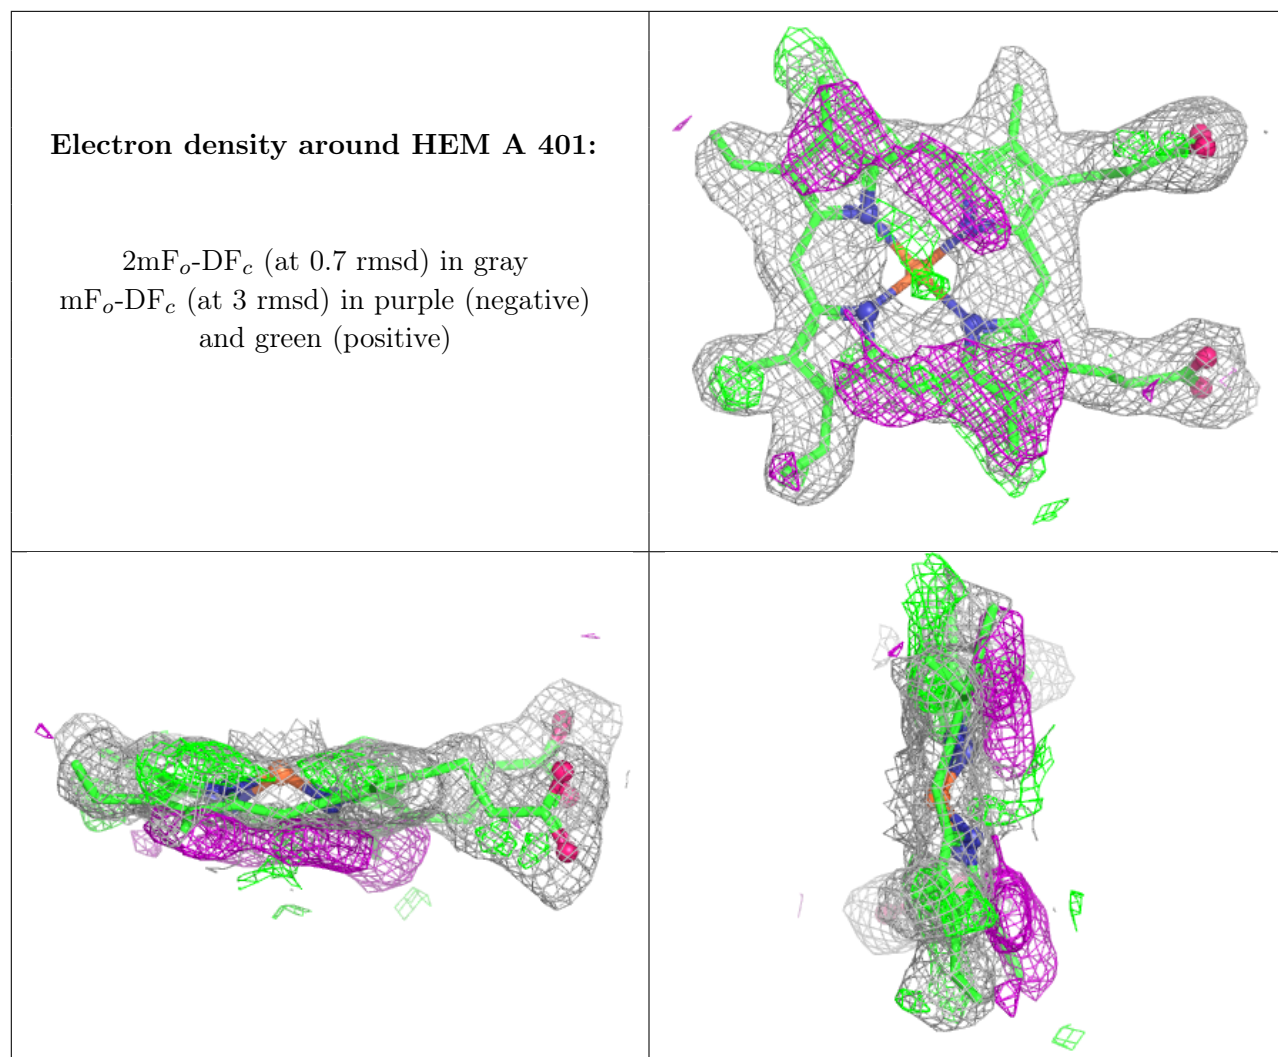 Electron density around HEM A 401:
2mFₒ-DF𝒸 (at 0.7 rmsd) in gray
mFₒ-DF𝒸 (at 3 rmsd) in purple (negative)
and green (positive)